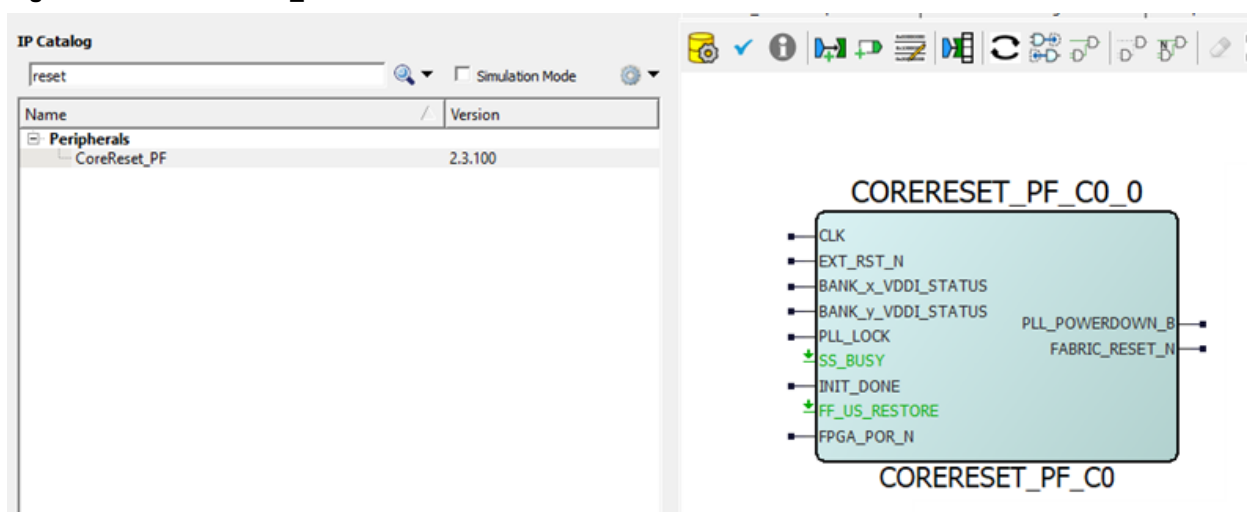 IP Catalog
reset
Simulation Mode
Name Version
Peripherals
CoreReset_PF 2.3.100
CORERESET_PF_C0_0
CLK
EXT_RST_N
BANK_x_VDDI_STATUS
BANK_y_VDDI_STATUS
PLL_LOCK
SS_BUSY
INIT_DONE
FF_US_RESTORE
FPGA_POR_N
PLL_POWERDOWN_B
FABRIC_RESET_N
CORERESET_PF_C0